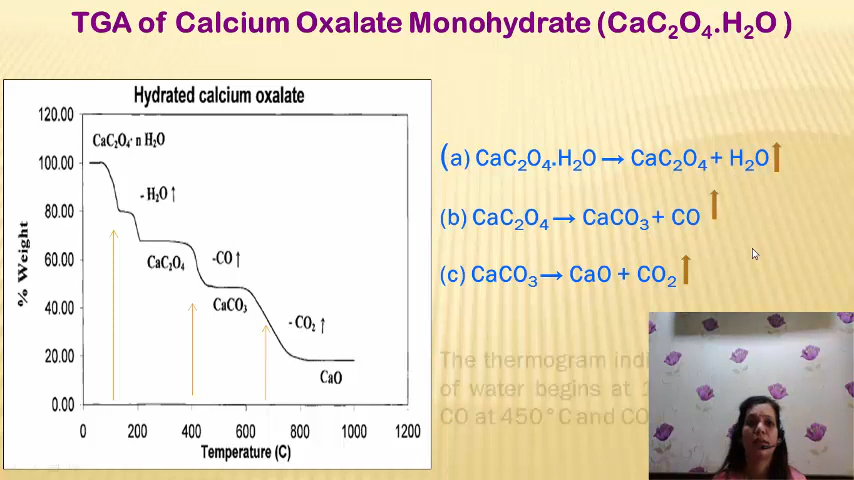 TGA of Calcium Oxalate Monohydrate (CaC₂O₄.H₂O )
Hydrated calcium oxalate
120.00
100.00
80.00
60.00
40.00
20.00
0.00
% Weight
CaC₂O₄· n H₂O
- H₂O ↑
CaC₂O₄
-CO ↑
CaCO₃
- CO₂ ↑
CaO
0 200 400 600 800 1000 1200
Temperature (C)
(a) CaC₂O₄.H₂O → CaC₂O₄ + H₂O ↑
(b) CaC₂O₄ → CaCO₃ + CO ↑
(c) CaCO₃ → CaO + CO₂ ↑
The thermogram
of water begins at
CO at 450°C and